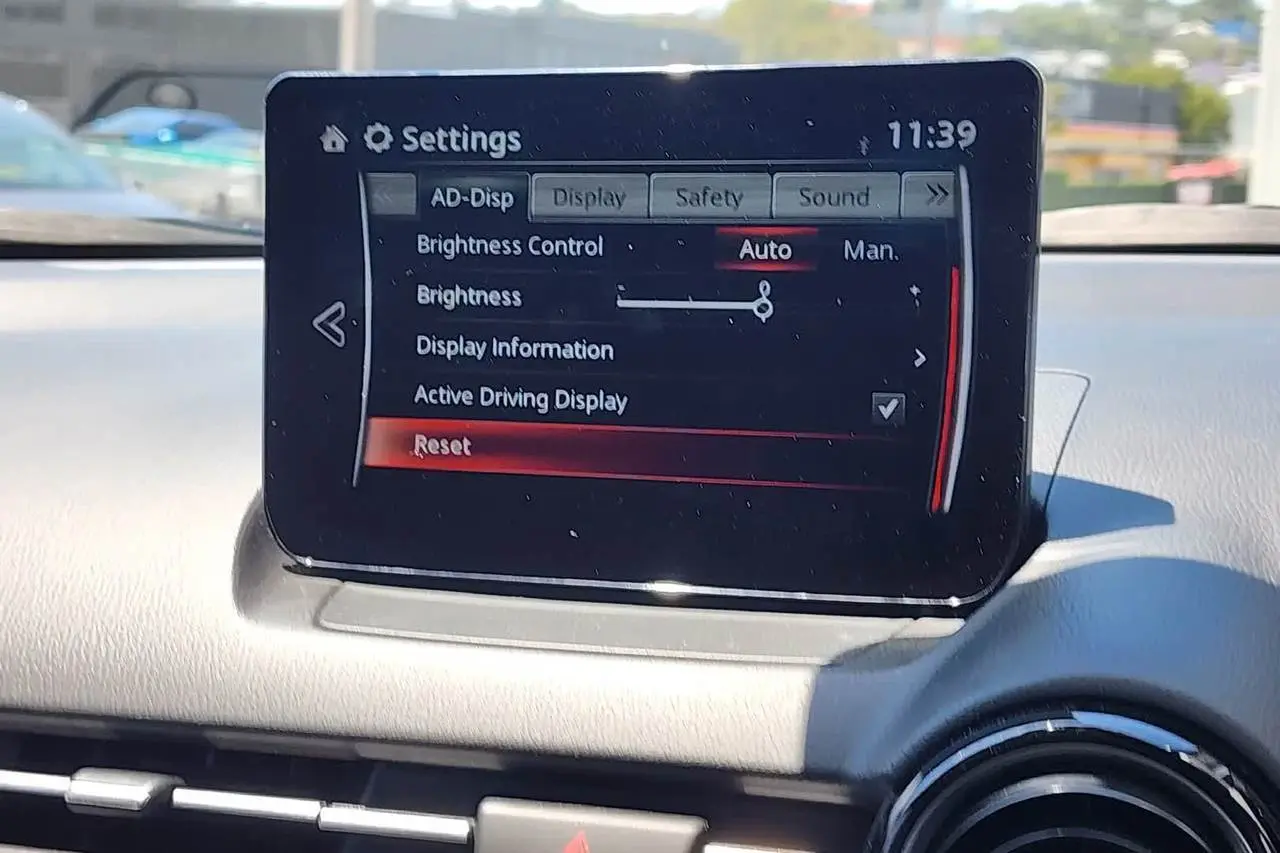 Settings 11:39
AD-Disp Display Safety Sound
Brightness Control Auto Man.
Brightness - +
Display Information
Active Driving Display
Reset